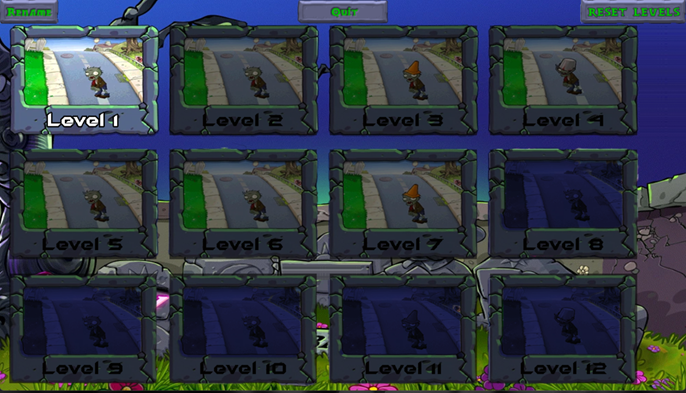 Rename
Quit
RESET LEVELS
Level 1
Level 2
Level 3
Level 4
Level 5
Level 6
Level 7
Level 8
Level 9
Level 10
Level 11
Level 12